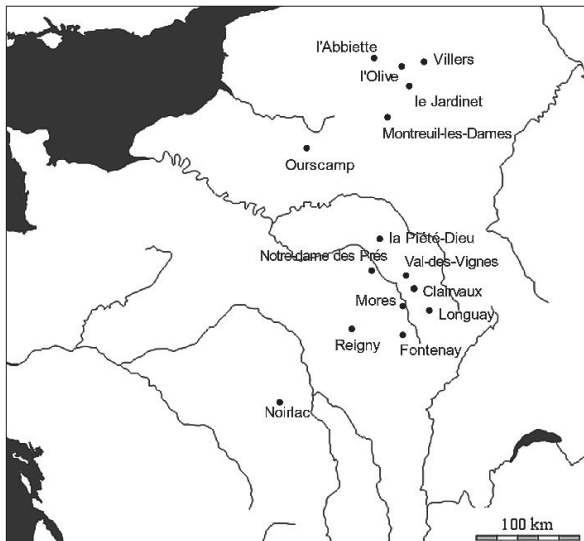 l'Abbiette
Villers
l'Olive
le Jardinet
Montreuil-les-Dames
Ourscamp
la Piété-Dieu
Notre-dame des Prés
Val-des-Vignes
Clairvaux
Mores
Longuay
Reigny
Fontenay
Noirlac
100 km